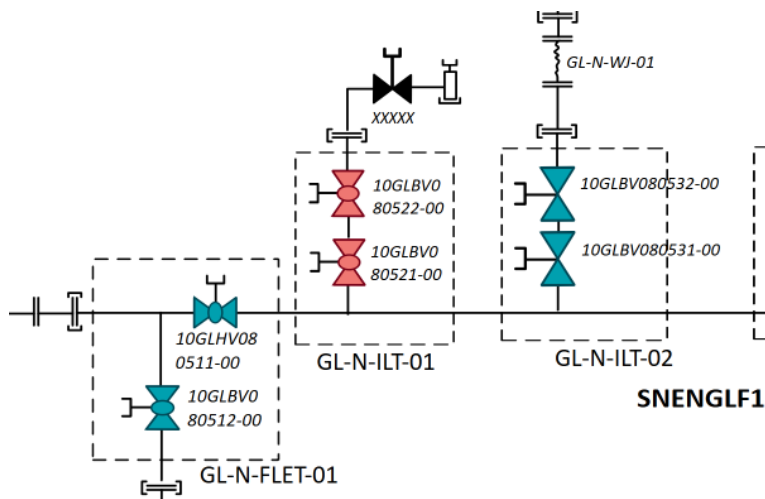 GL-N-WJ-01
XXXXX
10GLBV0
80522-00
10GLBV080532-00
10GLBV0
80521-00
10GLBV080531-00
10GLHV08
0511-00
GL-N-ILT-01
GL-N-ILT-02
10GLBV0
80512-00
SNENGLF1
GL-N-FLET-01